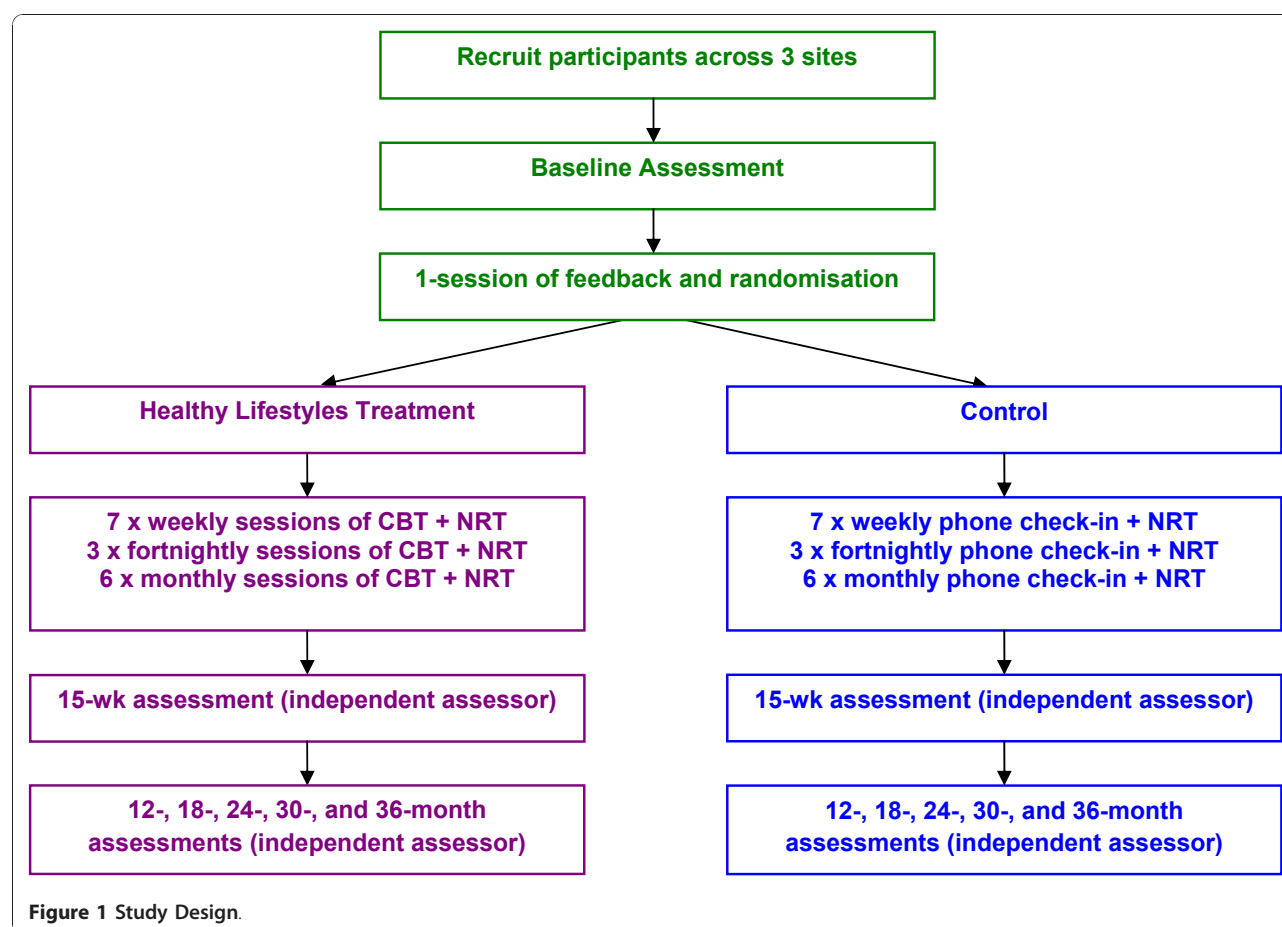 Recruit participants across 3 sites
Baseline Assessment
1-session of feedback and randomisation
Healthy Lifestyles Treatment
Control
7 x weekly sessions of CBT + NRT
3 x fortnightly sessions of CBT + NRT
6 x monthly sessions of CBT + NRT
7 x weekly phone check-in + NRT
3 x fortnightly phone check-in + NRT
6 x monthly phone check-in + NRT
15-wk assessment (independent assessor)
15-wk assessment (independent assessor)
12-, 18-, 24-, 30-, and 36-month
assessments (independent assessor)
12-, 18-, 24-, 30-, and 36-month
assessments (independent assessor)
Figure 1 Study Design.